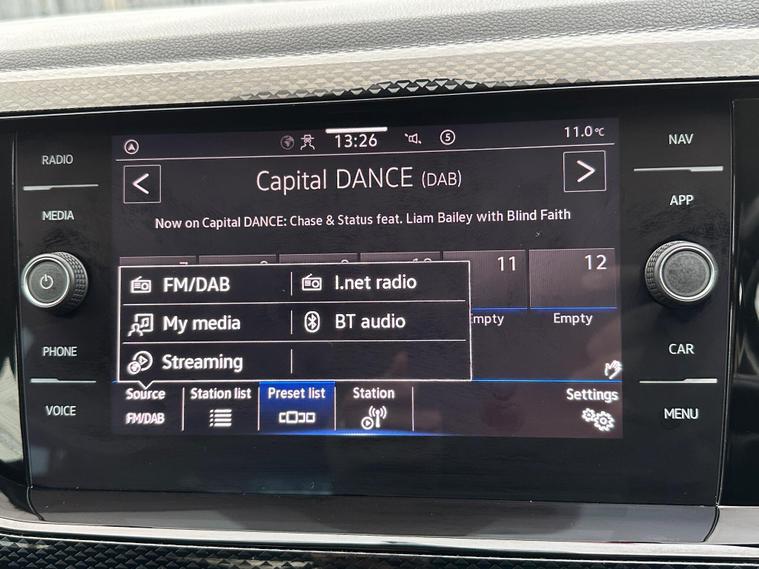 RADIO
MEDIA
PHONE
VOICE
13:26
5
11.0°C
<
Capital DANCE (DAB)
>
Now on Capital DANCE: Chase & Status feat. Liam Bailey with Blind Faith
11
12
Empty
FM/DAB
I.net radio
My media
BT audio
Streaming
Source
FM/DAB
Station list
Preset list
Station
Settings
NAV
APP
CAR
MENU